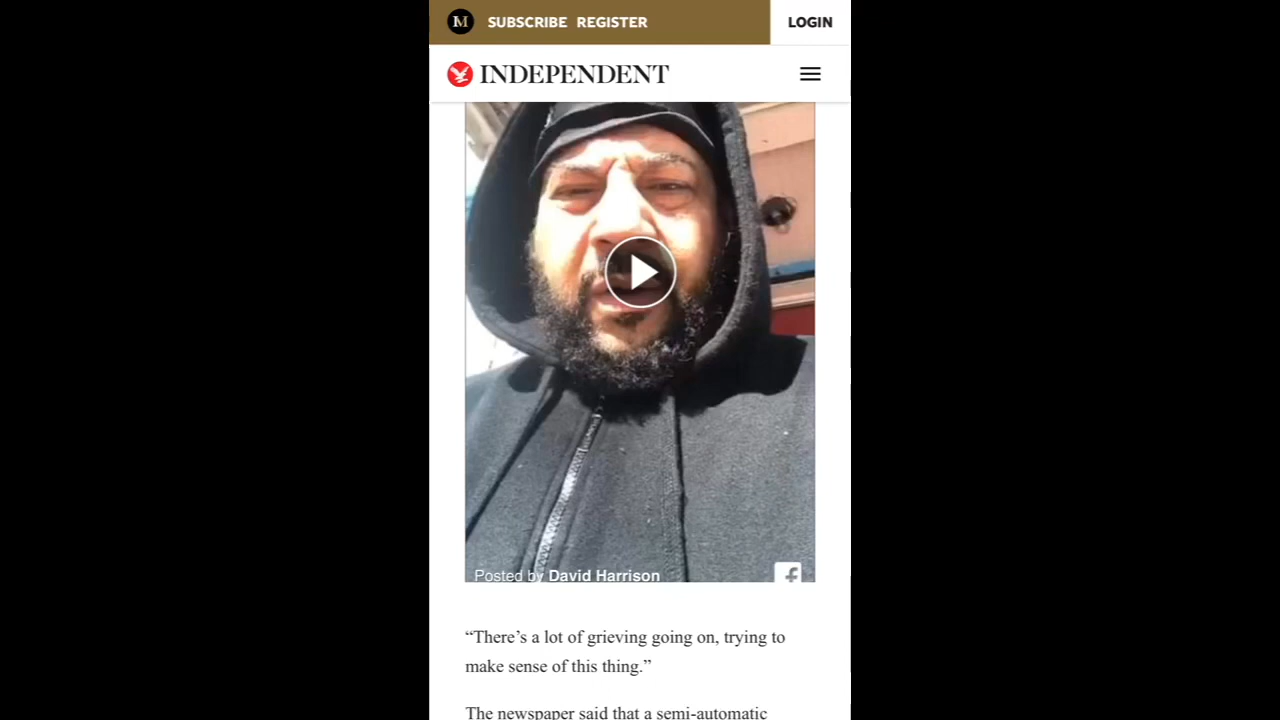 M SUBSCRIBE REGISTER LOGIN
INDEPENDENT
Posted by David Harrison
“There’s a lot of grieving going on, trying to
make sense of this thing.”
The newspaper said that a semi-automatic